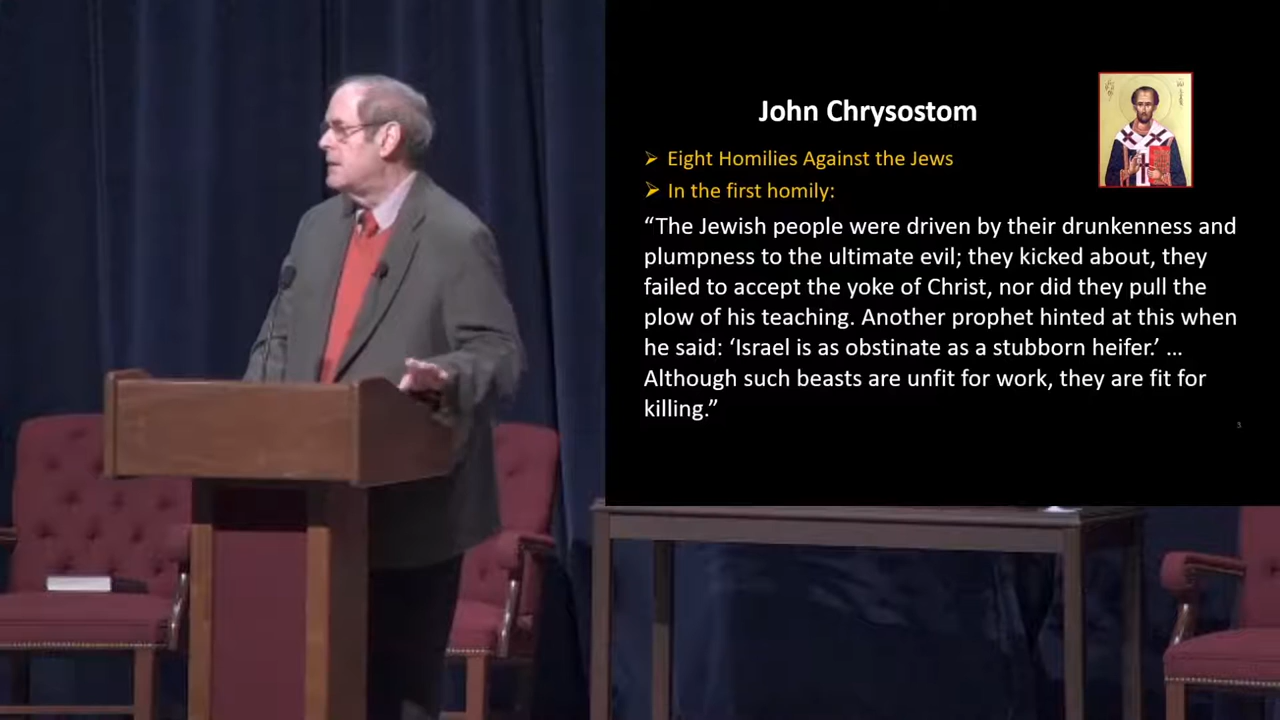 John Chrysostom
Eight Homilies Against the Jews
In the first homily:
“The Jewish people were driven by their drunkenness and
plumpness to the ultimate evil; they kicked about, they
failed to accept the yoke of Christ, nor did they pull the
plow of his teaching. Another prophet hinted at this when
he said: ‘Israel is as obstinate as a stubborn heifer.’ …
Although such beasts are unfit for work, they are fit for
killing.”
3